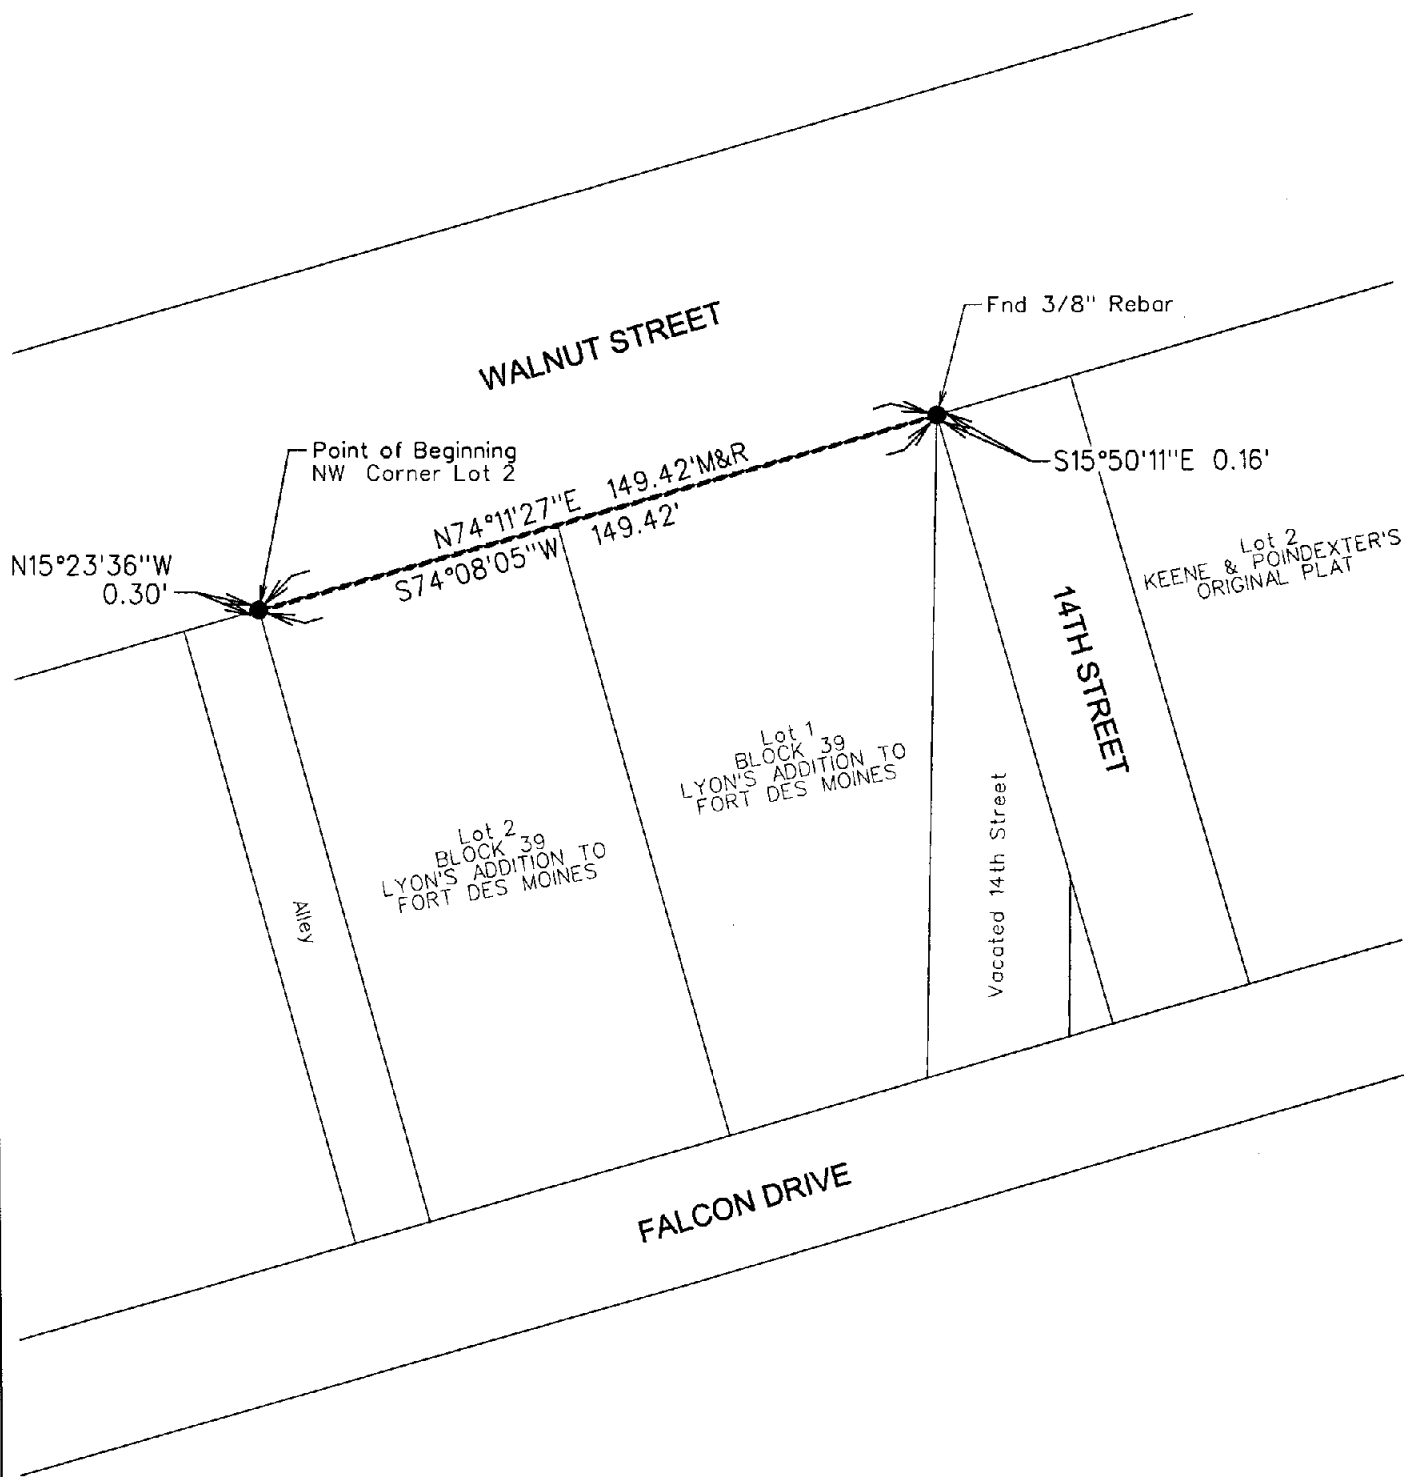 Fnd 3/8" Rebar
WALNUT STREET
Point of Beginning
NW Corner Lot 2
N74°11'27"E 149.42'M&R
S74°08'05"W 149.42'
S15°50'11"E 0.16'
N15°23'36"W
0.30'
Lot 2
KEENE & POINDEXTER'S
ORIGINAL PLAT
14TH STREET
Lot 1
BLOCK 39
LYON'S ADDITION TO
FORT DES MOINES
Lot 2
BLOCK 39
LYON'S ADDITION TO
FORT DES MOINES
Vacated 14th Street
Alley
FALCON DRIVE